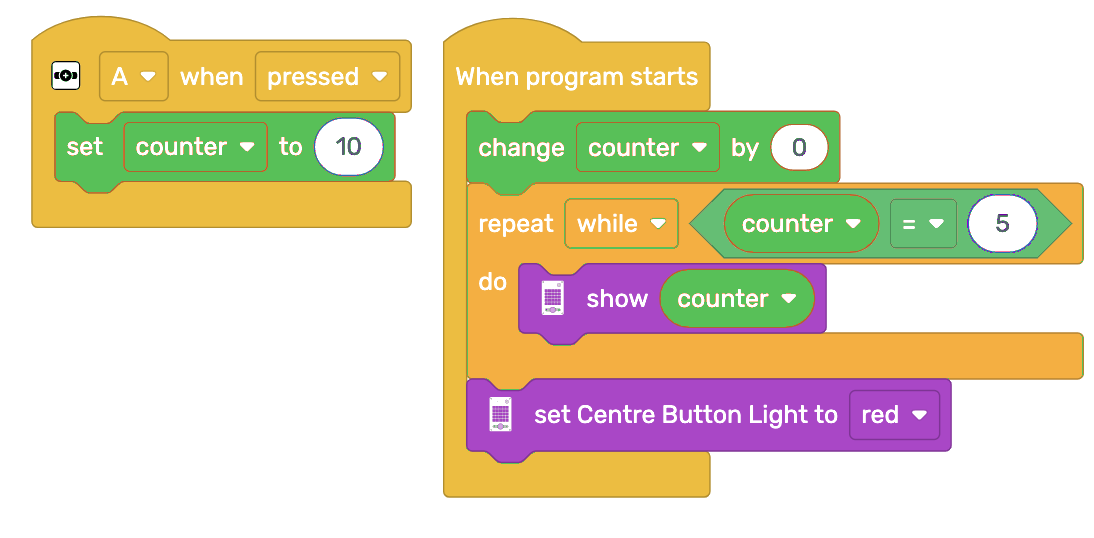 A when pressed
set counter to 10
When program starts
change counter by 0
repeat while counter = 5
do show counter
set Centre Button Light to red